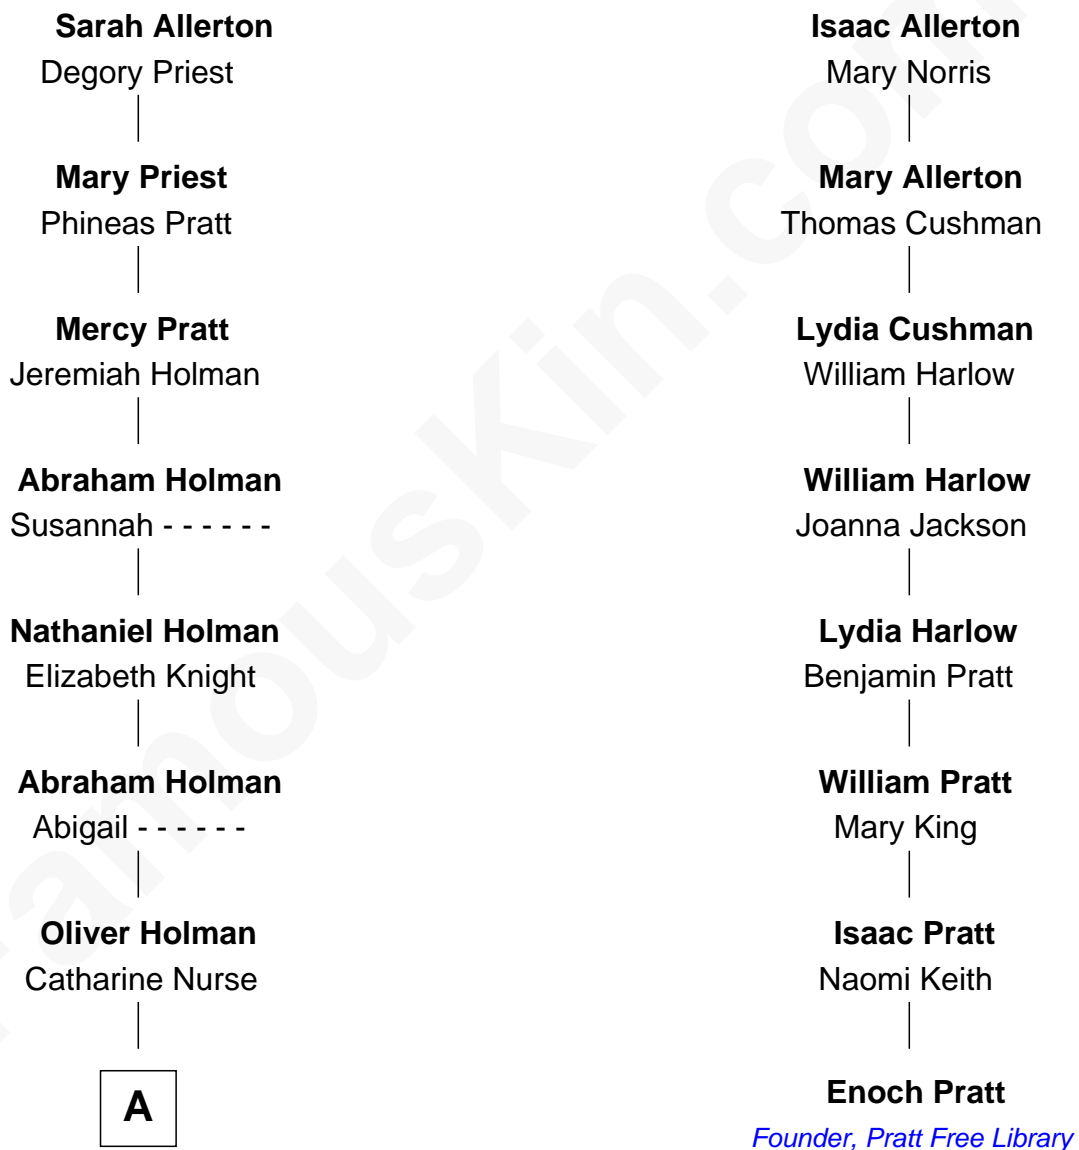 Sarah Allerton
Degory Priest
Mary Priest
Phineas Pratt
Mercy Pratt
Jeremiah Holman
Abraham Holman
Susannah - - - - - -
Nathaniel Holman
Elizabeth Knight
Abraham Holman
Abigail - - - - - -
Oliver Holman
Catharine Nurse
A
Isaac Allerton
Mary Norris
Mary Allerton
Thomas Cushman
Lydia Cushman
William Harlow
William Harlow
Joanna Jackson
Lydia Harlow
Benjamin Pratt
William Pratt
Mary King
Isaac Pratt
Naomi Keith
Enoch Pratt
Founder, Pratt Free Library
FamousKin.com